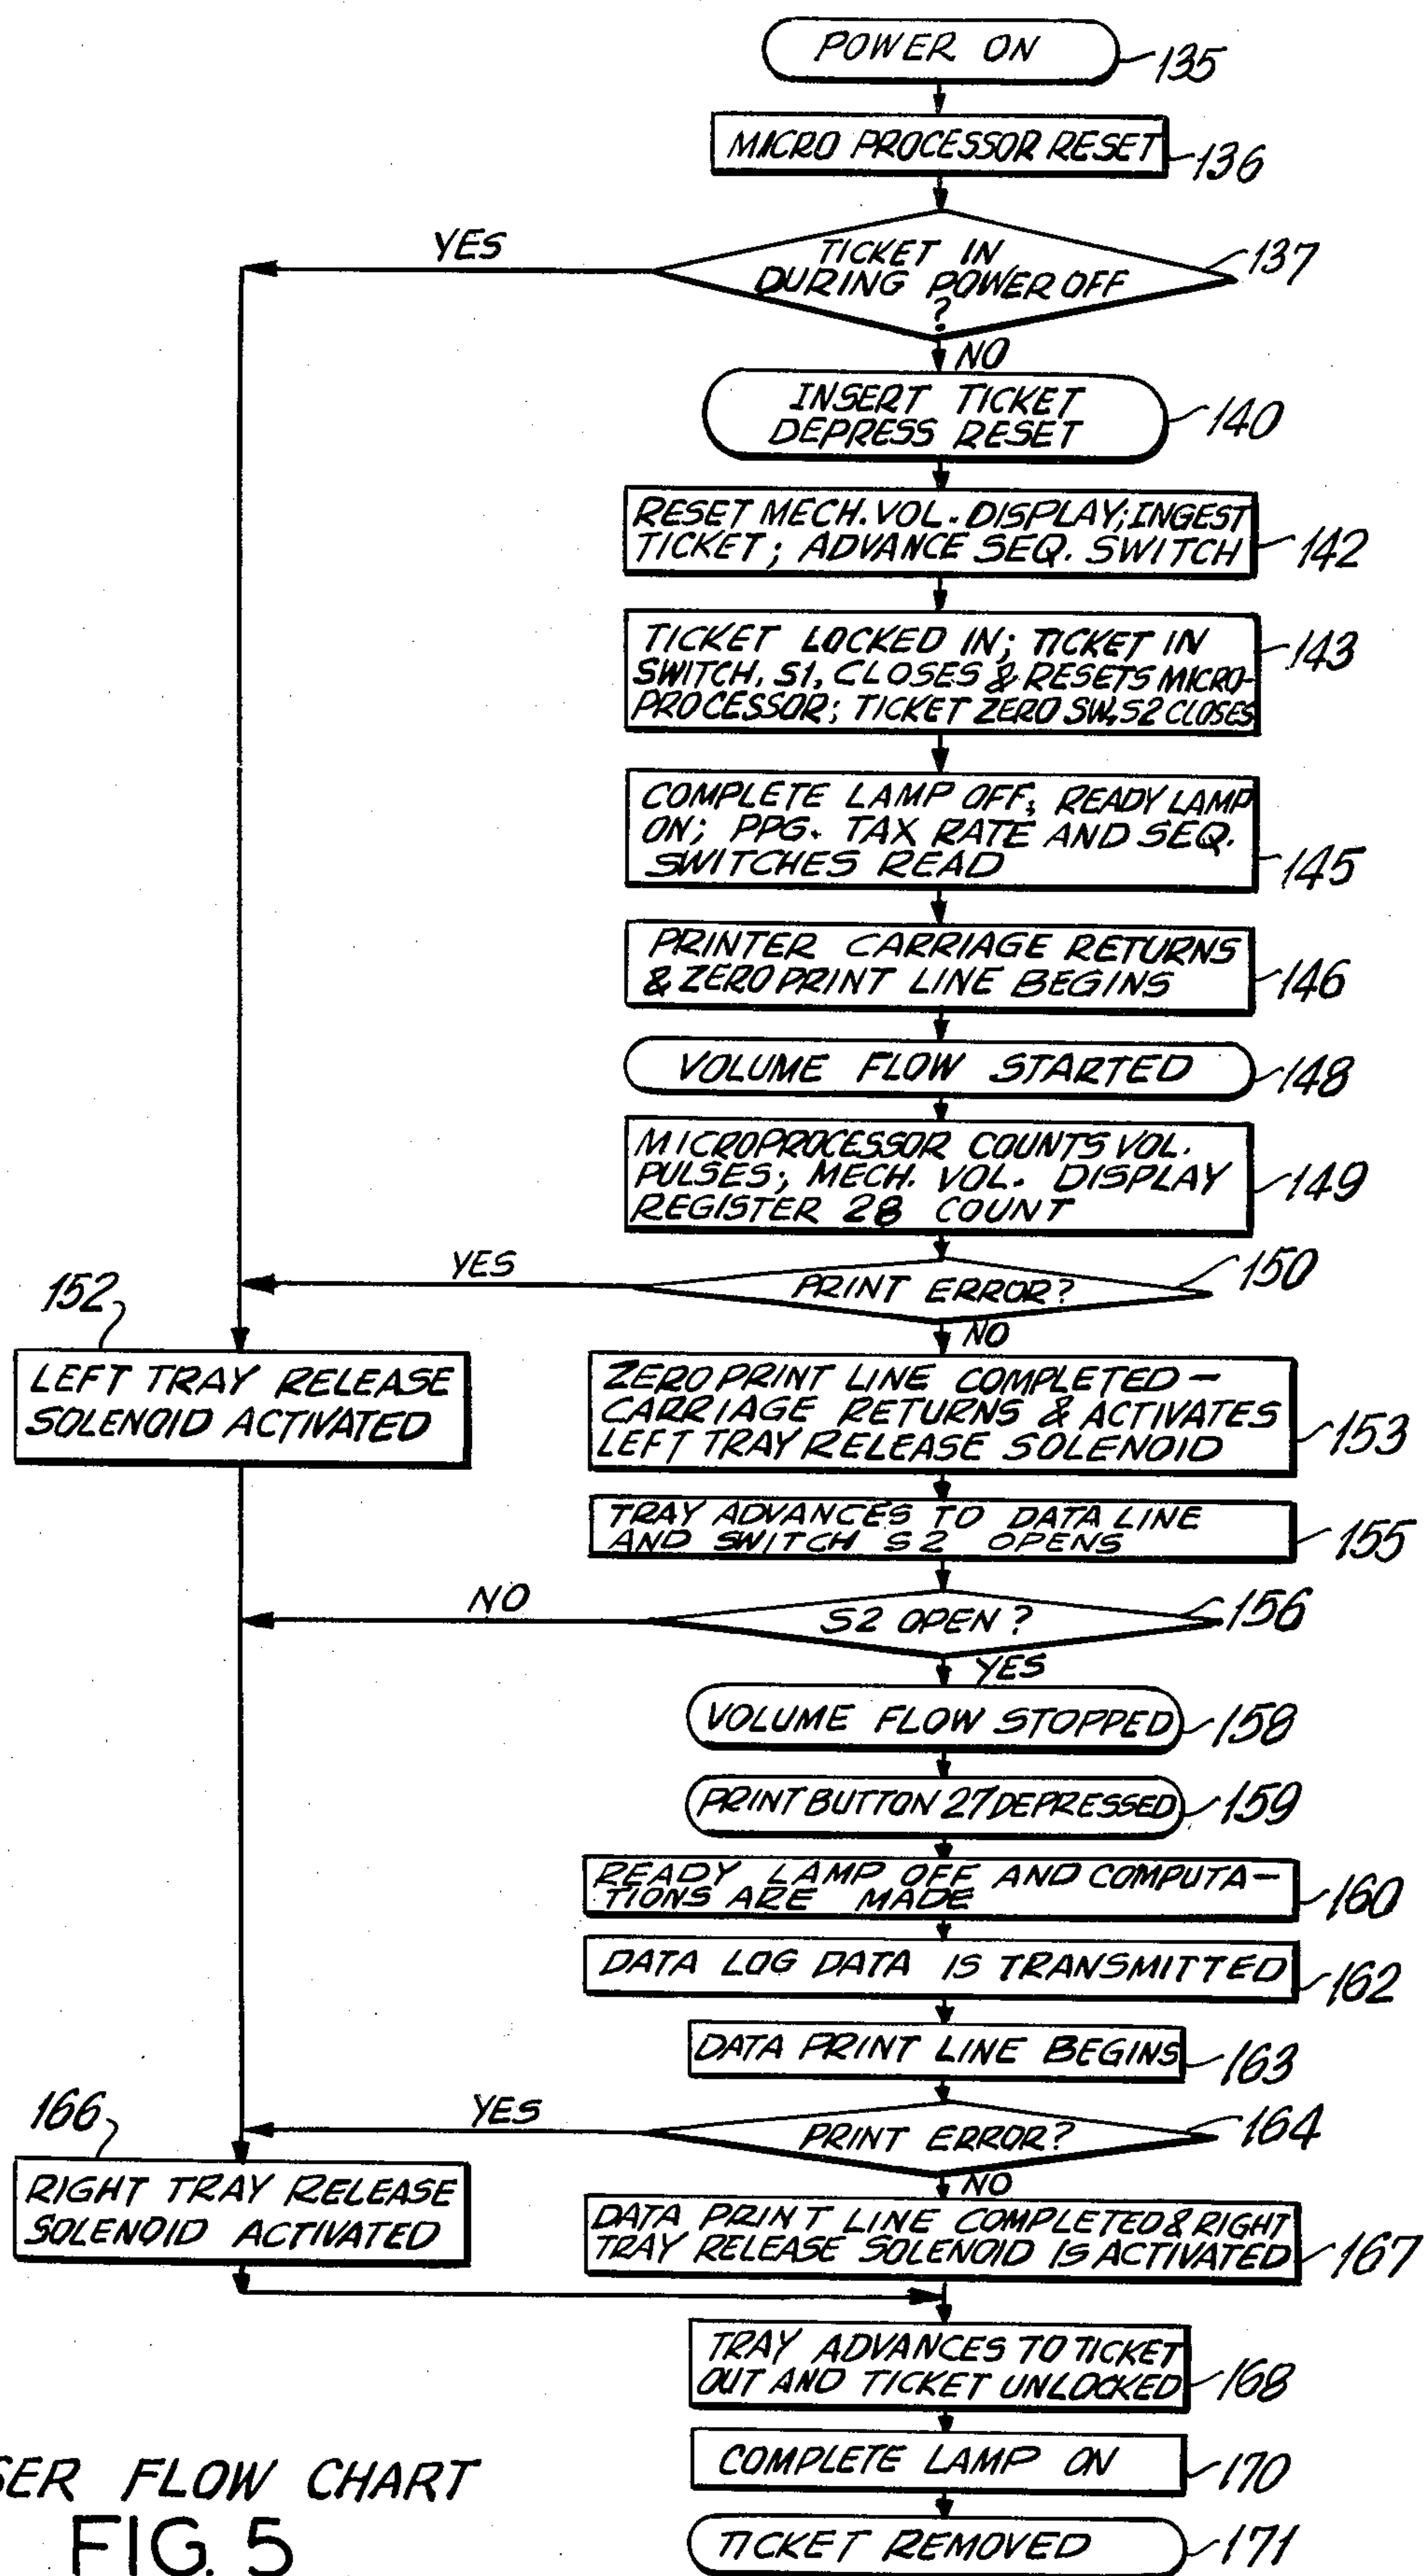 POWER ON
135
MICRO PROCESSOR RESET
136
YES
TICKET IN
DURING POWER OFF
?
137
NO
INSERT TICKET
DEPRESS RESET
140
RESET MECH. VOL. DISPLAY; INGEST
TICKET; ADVANCE SEQ. SWITCH
142
TICKET LOCKED IN; TICKET IN
SWITCH, S1, CLOSES & RESETS MICRO-
PROCESSOR; TICKET ZERO SW, S2 CLOSES
143
COMPLETE LAMP OFF; READY LAMP
ON; PPG. TAX RATE AND SEQ.
SWITCHES READ
145
PRINTER CARRIAGE RETURNS
& ZERO PRINT LINE BEGINS
146
VOLUME FLOW STARTED
148
MICROPROCESSOR COUNTS VOL.
PULSES; MECH. VOL. DISPLAY
REGISTER 28 COUNT
149
YES
PRINT ERROR?
150
NO
152
LEFT TRAY RELEASE
SOLENOID ACTIVATED
ZERO PRINT LINE COMPLETED -
CARRIAGE RETURNS & ACTIVATES
LEFT TRAY RELEASE SOLENOID
153
TRAY ADVANCES TO DATA LINE
AND SWITCH S2 OPENS
155
NO
S2 OPEN?
156
YES
VOLUME FLOW STOPPED
158
PRINT BUTTON 27 DEPRESSED
159
READY LAMP OFF AND COMPUTA-
TIONS ARE MADE
160
DATA LOG DATA IS TRANSMITTED
162
DATA PRINT LINE BEGINS
163
YES
PRINT ERROR?
164
NO
166
RIGHT TRAY RELEASE
SOLENOID ACTIVATED
DATA PRINT LINE COMPLETED & RIGHT
TRAY RELEASE SOLENOID IS ACTIVATED
167
TRAY ADVANCES TO TICKET
OUT AND TICKET UNLOCKED
168
COMPLETE LAMP ON
170
TICKET REMOVED
171
SER FLOW CHART
FIG. 5